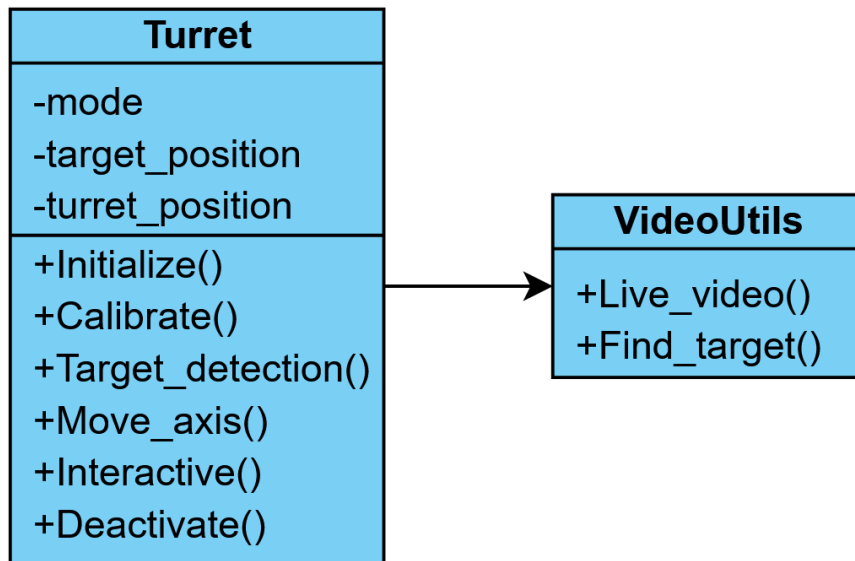 Turret
-mode
-target_position
-turret_position
+Initialize()
+Calibrate()
+Target_detection()
+Move_axis()
+Interactive()
+Deactivate()
VideoUtils
+Live_video()
+Find_target()